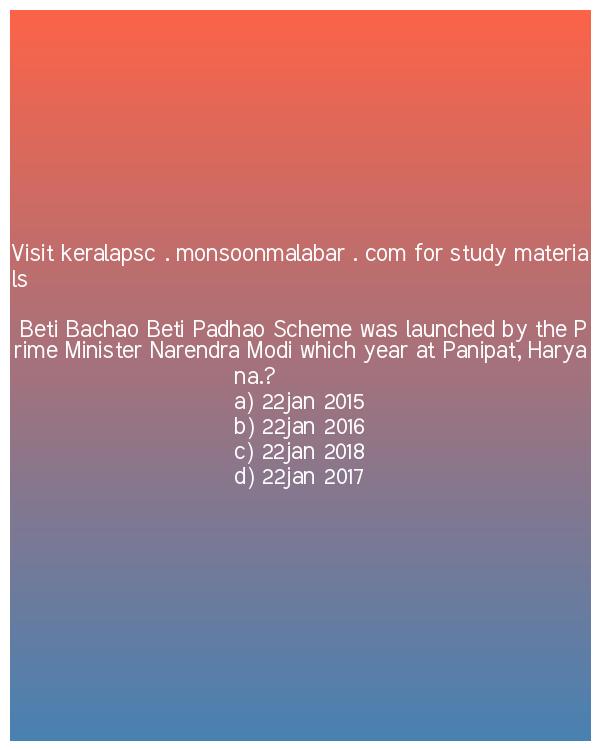 Visit keralapsc . monsoonmalabar . com for study materia
ls
Beti Bachao Beti Padhao Scheme was launched by the P
rime Minister Narendra Modi which year at Panipat, Harya
na.?
a) 22jan 2015
b) 22jan 2016
c) 22jan 2018
d) 22jan 2017